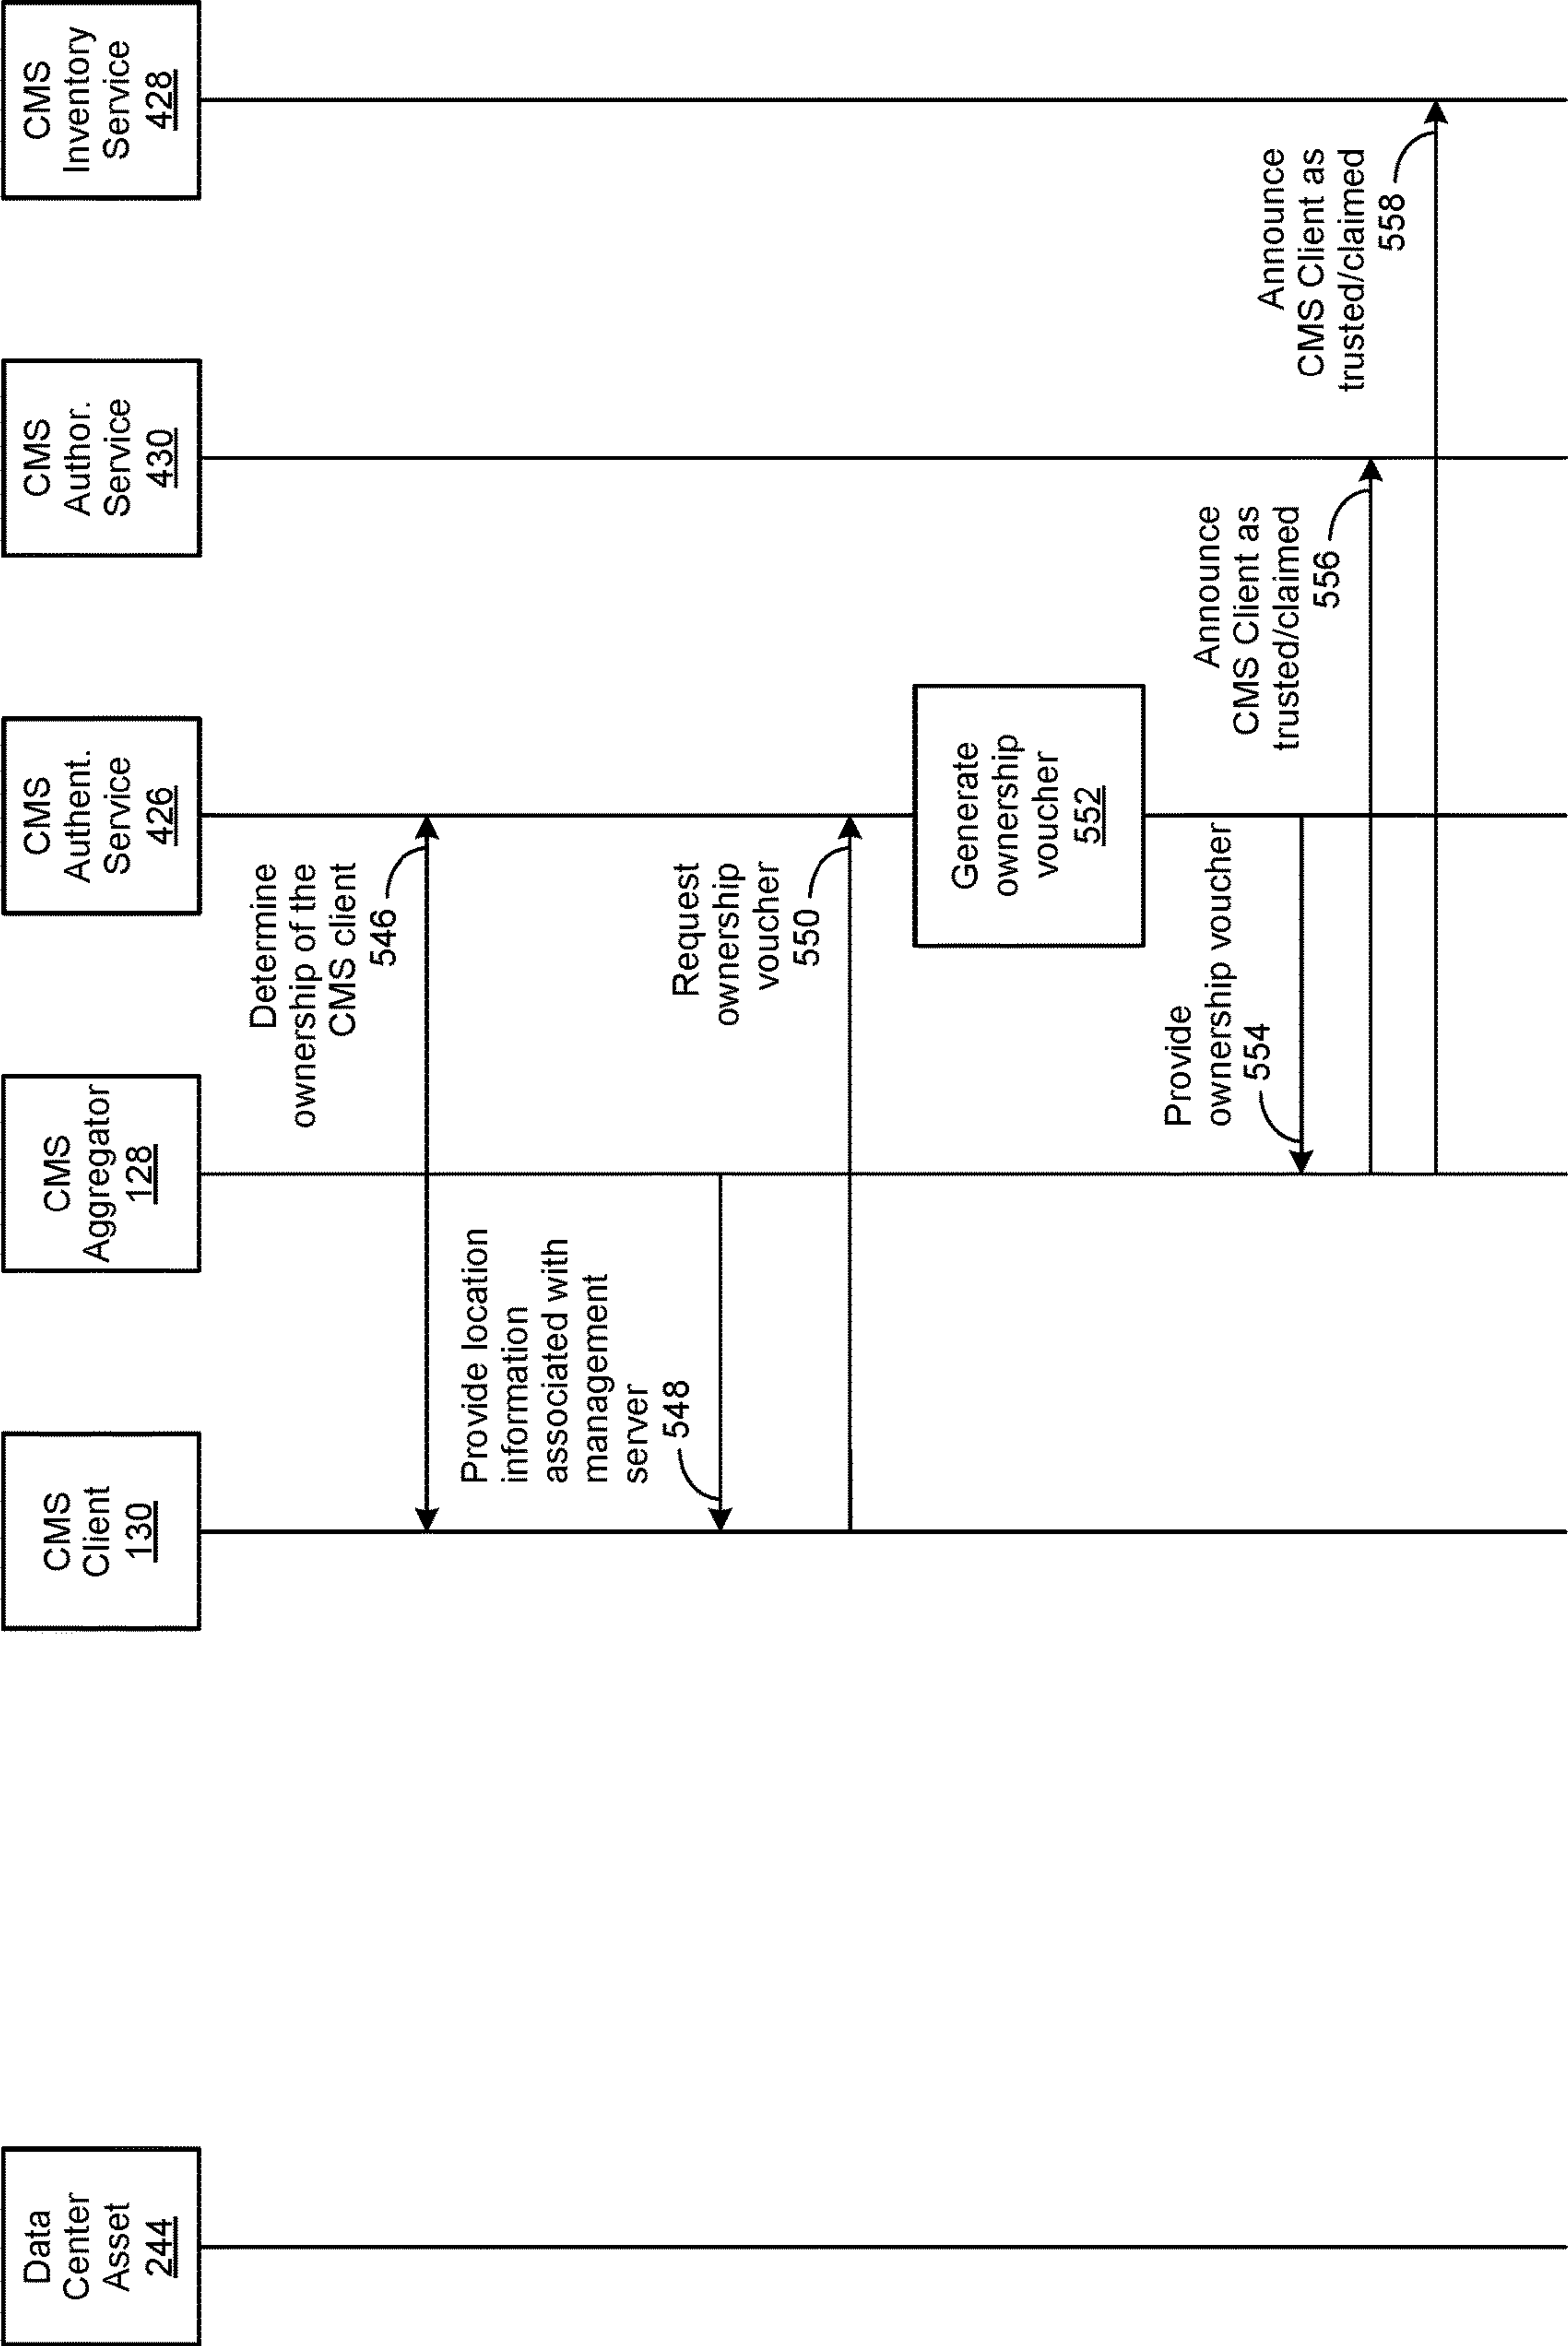 Data
Center
Asset
244
CMS
Client
130
CMS
Aggregator
128
CMS
Authent.
Service
426
CMS
Author.
Service
430
CMS
Inventory
Service
428
Determine
ownership of the
CMS client
546
Provide location
information
associated with
management
server
548
Request
ownership
voucher
550
Generate
ownership
voucher
552
Provide
ownership voucher
554
Announce
CMS Client as
trusted/claimed
556
Announce
CMS Client as
trusted/claimed
558